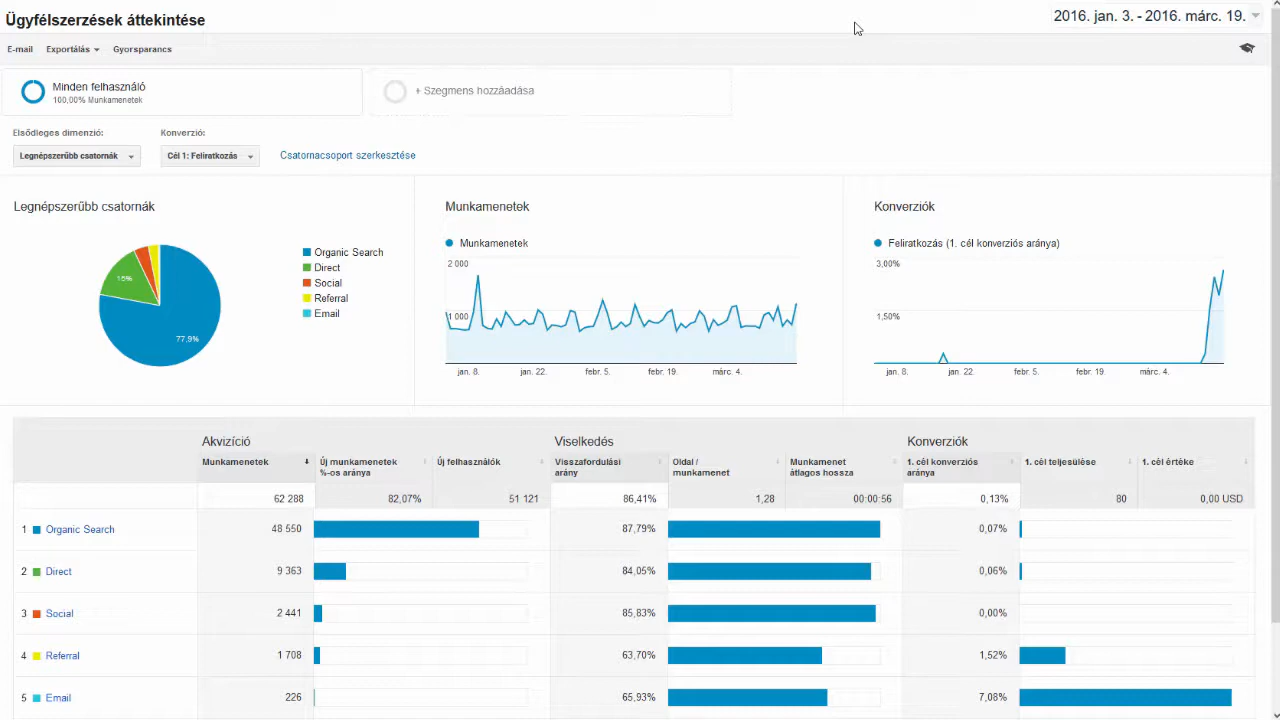 Ügyfélszerzések áttekintése
2016. jan. 3. - 2016. márc. 19.
E-mail Exportálás Gyorsparancs
Minden felhasználó
100,00% Munkamenetek
+ Szegmens hozzáadása
Elsődleges dimenzió: Konverzió:
Legnépszerűbb csatornák Cél 1: Feliratkozás Csatornacsoport szerkesztése
Legnépszerűbb csatornák
Organic Search
Direct
Social
Referral
Email
15%
77,9%
Munkamenetek
Munkamenetek
2 000
1 000
jan. 8. jan. 22. febr. 5. febr. 19. márc. 4.
Konverziók
Feliratkozás (1. cél konverziós aránya)
3,00%
1,50%
jan. 8. jan. 22. febr. 5. febr. 19. márc. 4.
Akvizíció Viselkedés Konverziók
Munkamenetek Új munkamenetek %-os aránya Új felhasználók Visszafordulási arány Oldal / munkamenet Munkamenet átlagos hossza 1. cél konverziós aránya 1. cél teljesülése 1. cél értéke
62 288 82,07% 51 121 86,41% 1,28 00:00:56 0,13% 80 0,00 USD
1 Organic Search 48 550 87,79% 0,07%
2 Direct 9 363 84,05% 0,06%
3 Social 2 441 85,83% 0,00%
4 Referral 1 708 63,70% 1,52%
5 Email 226 65,93% 7,08%